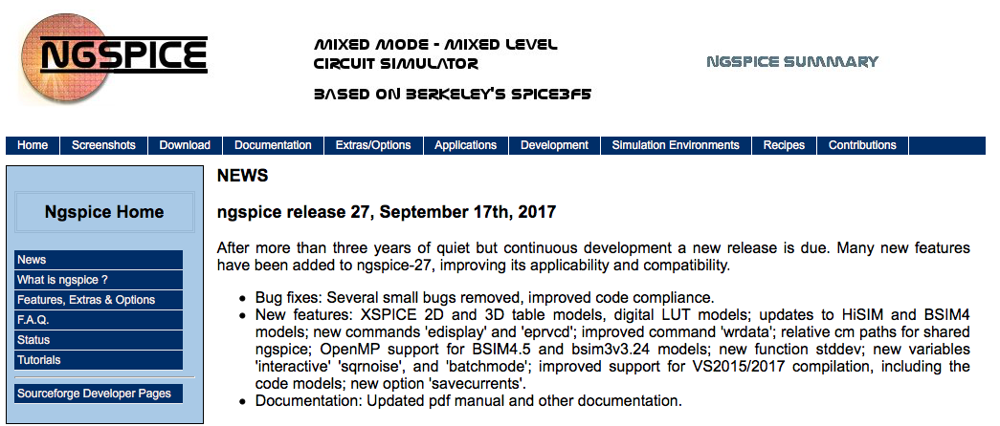 NGSPICE
MIXED MODE - MIXED LEVEL
CIRCUIT SIMULATOR
BASED ON BERKELEY'S SPICE3F5
NGSPICE SUMMARY
Home Screenshots Download Documentation Extras/Options Applications Development Simulation Environments Recipes Contributions
Ngspice Home
News
What is ngspice ?
Features, Extras & Options
F.A.Q.
Status
Tutorials
Sourceforge Developer Pages
NEWS
ngspice release 27, September 17th, 2017
After more than three years of quiet but continuous development a new release is due. Many new features
have been added to ngspice-27, improving its applicability and compatibility.
• Bug fixes: Several small bugs removed, improved code compliance.
• New features: XSPICE 2D and 3D table models, digital LUT models; updates to HiSIM and BSIM4
models; new commands 'edisplay' and 'eprvcd'; improved command 'wrdata'; relative cm paths for shared
ngspice; OpenMP support for BSIM4.5 and bsim3v3.24 models; new function stddev; new variables
'interactive' 'sqrnoise', and 'batchmode'; improved support for VS2015/2017 compilation, including the
code models; new option 'savecurrents'.
• Documentation: Updated pdf manual and other documentation.